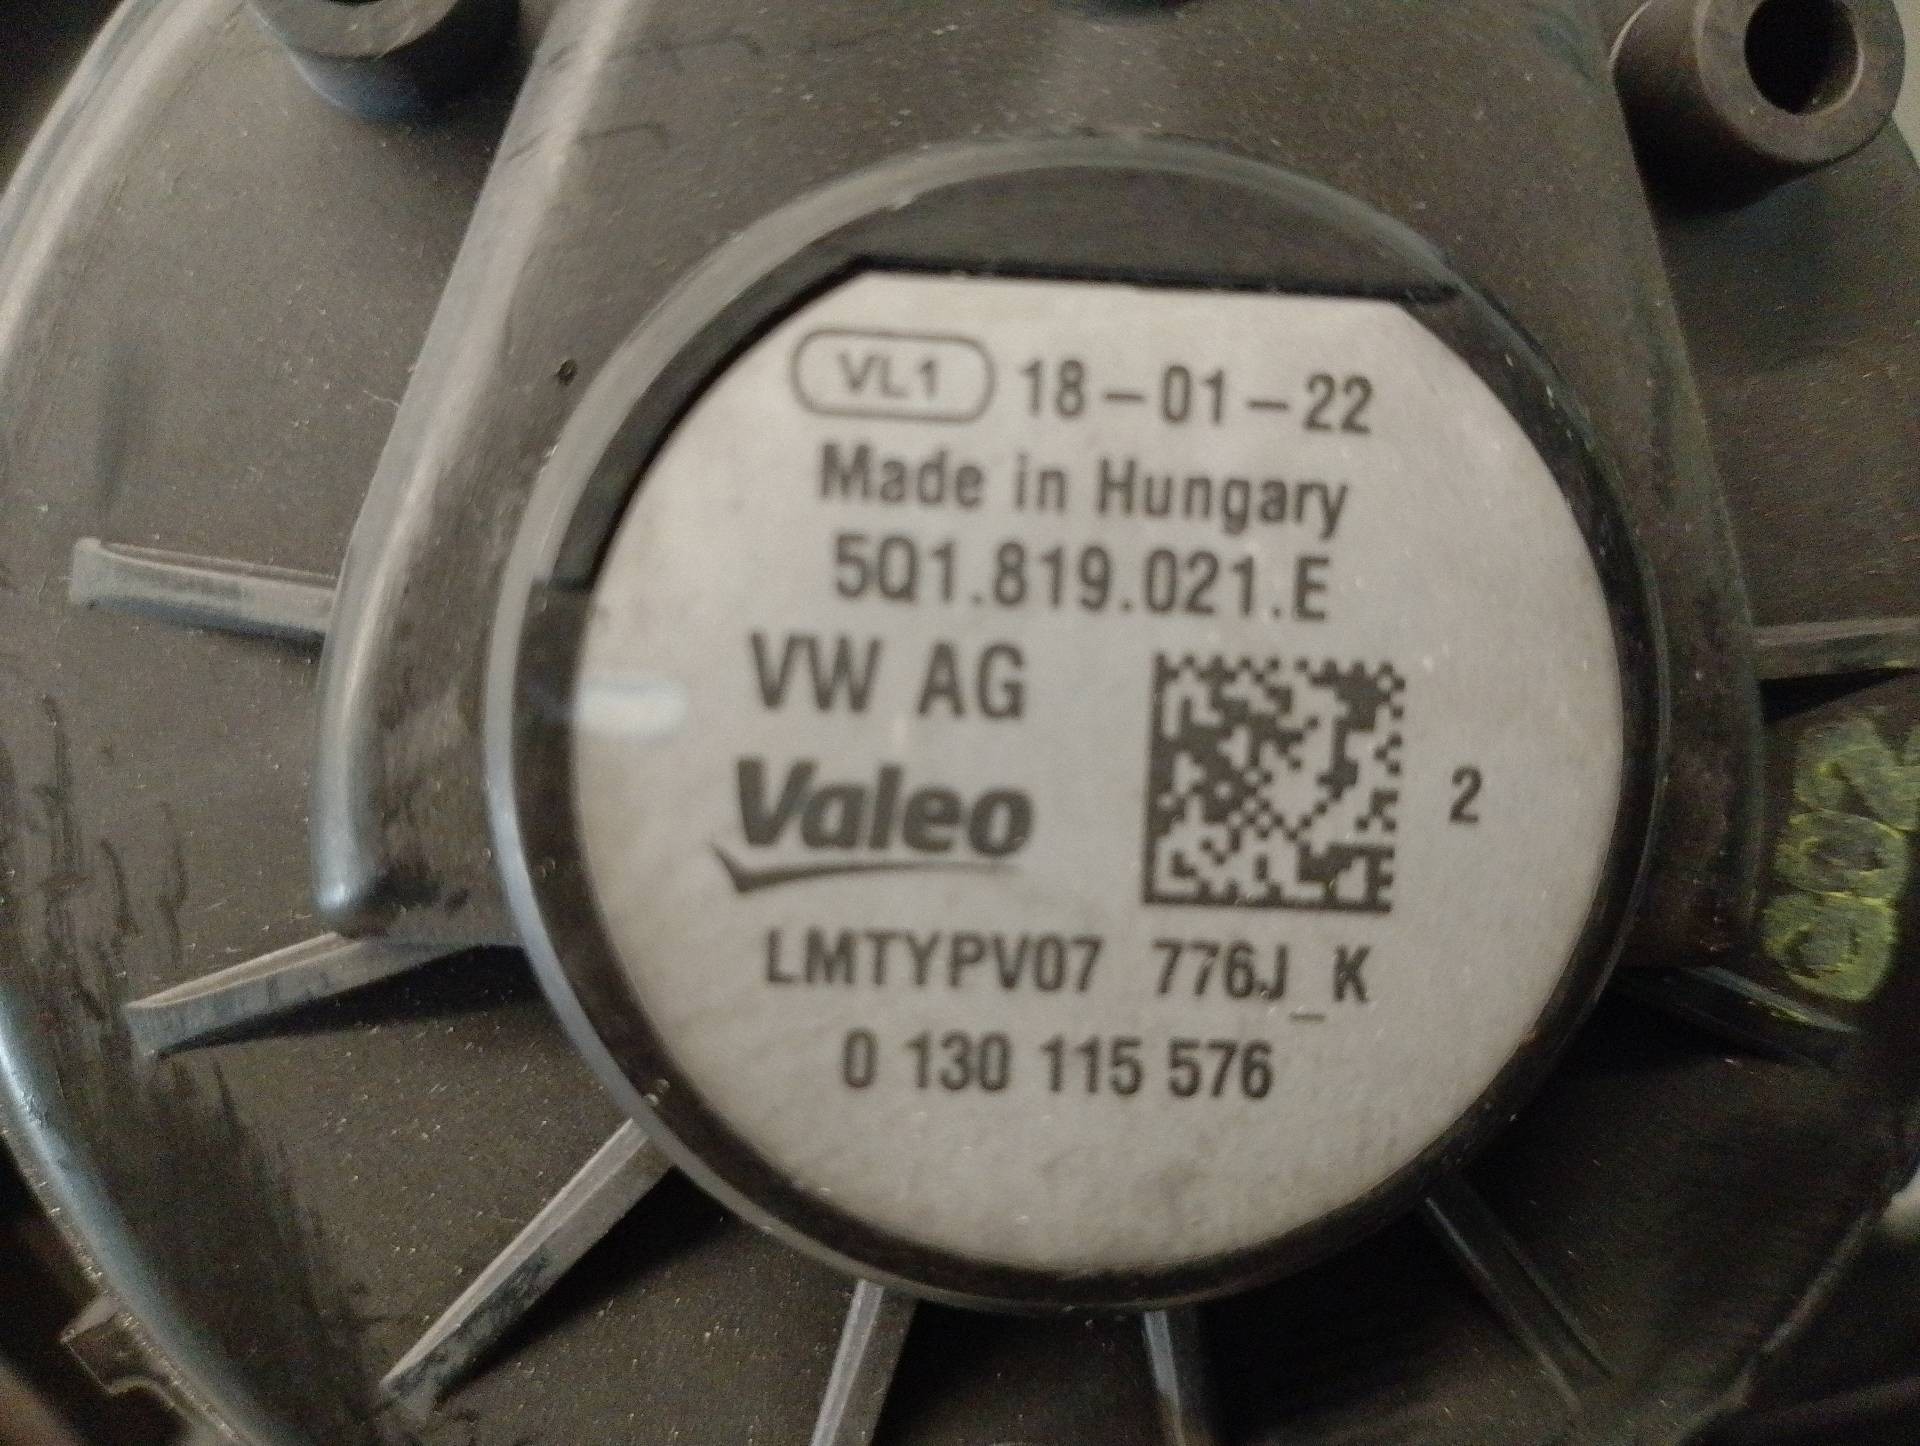 VL1 18-01-22
Made in Hungary
5Q1.819.021.E
VW AG
Valeo
2
LMTYPV07 776J_K
0 130 115 576